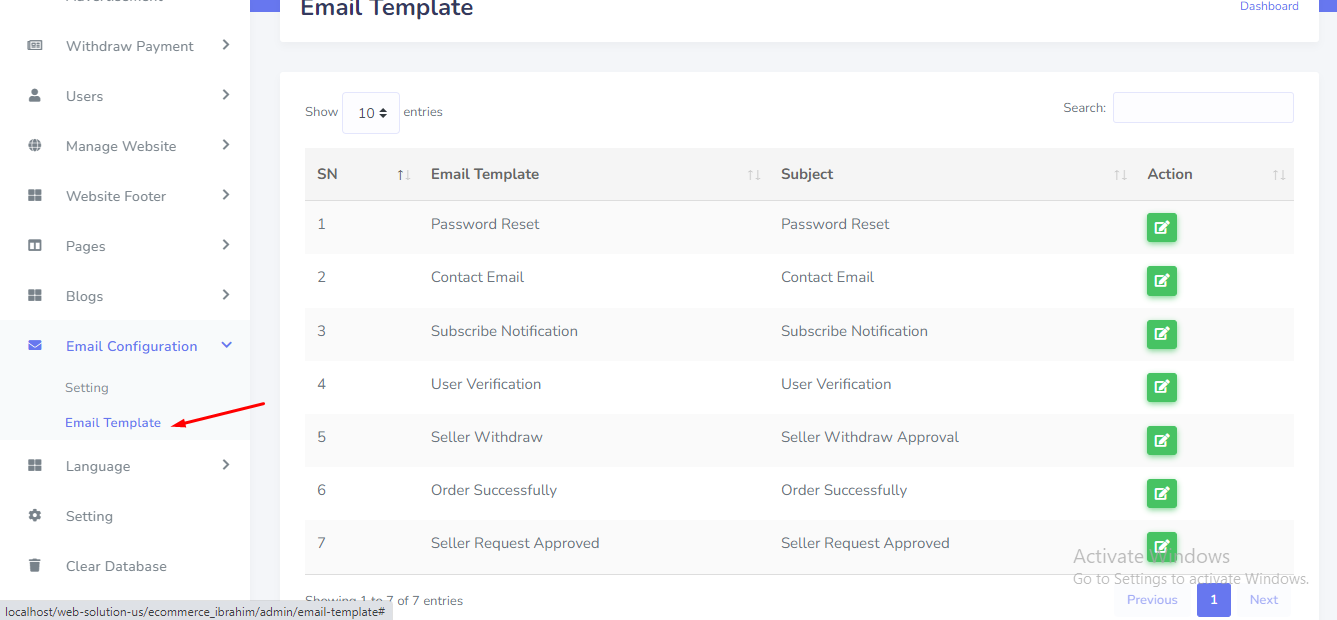 Email Template
Dashboard
Withdraw Payment
Users
Manage Website
Website Footer
Pages
Blogs
Email Configuration
Setting
Email Template
Language
Setting
Clear Database
Show 10 entries
Search:
SN Email Template Subject Action
1 Password Reset Password Reset
2 Contact Email Contact Email
3 Subscribe Notification Subscribe Notification
4 User Verification User Verification
5 Seller Withdraw Seller Withdraw Approval
6 Order Successfully Order Successfully
7 Seller Request Approved Seller Request Approved
Showing 1 to 7 of 7 entries
Previous 1 Next
Activate Windows
Go to Settings to activate Windows.
localhost/web-solution-us/ecommerce_ibrahim/admin/email-template#